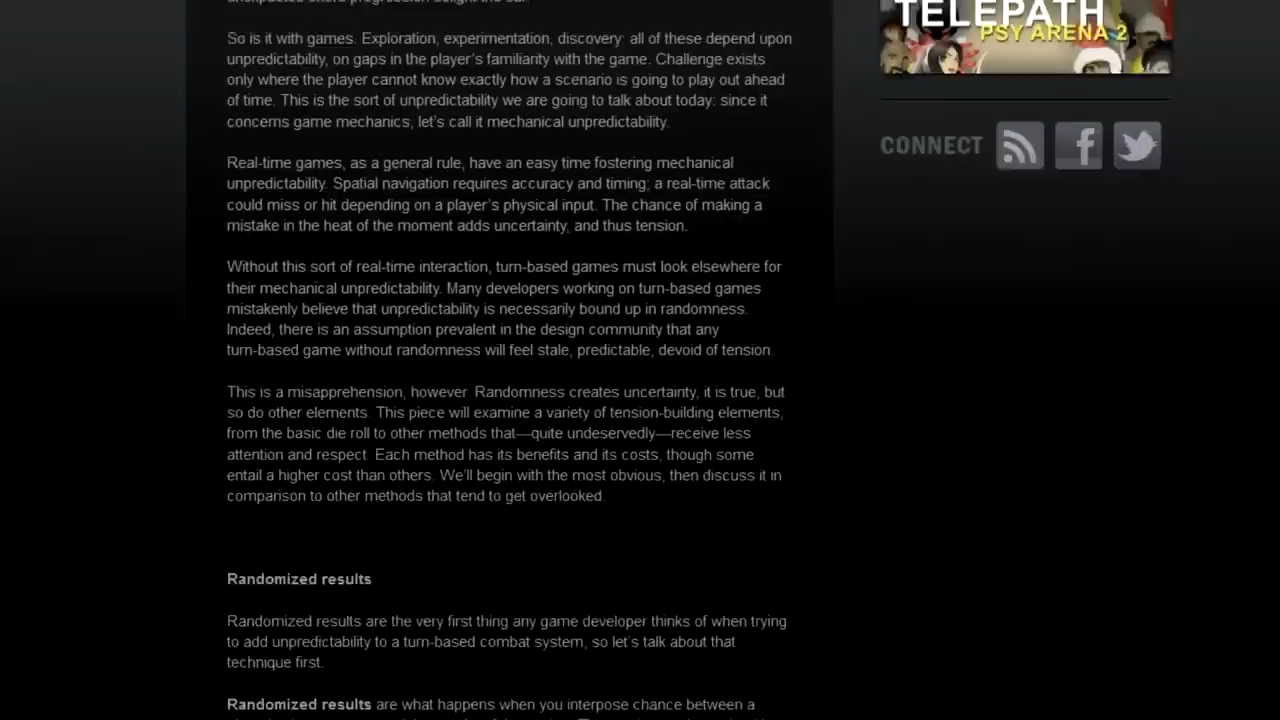 So is it with games. Exploration, experimentation, discovery: all of these depend upon
unpredictability, on gaps in the player's familiarity with the game. Challenge exists
only where the player cannot know exactly how a scenario is going to play out ahead
of time. This is the sort of unpredictability we are going to talk about today: since it
concerns game mechanics, let's call it mechanical unpredictability.
Real-time games, as a general rule, have an easy time fostering mechanical
unpredictability. Spatial navigation requires accuracy and timing; a real-time attack
could miss or hit depending on a player's physical input. The chance of making a
mistake in the heat of the moment adds uncertainty, and thus tension.
Without this sort of real-time interaction, turn-based games must look elsewhere for
their mechanical unpredictability. Many developers working on turn-based games
mistakenly believe that unpredictability is necessarily bound up in randomness.
Indeed, there is an assumption prevalent in the design community that any
turn-based game without randomness will feel stale, predictable, devoid of tension.
This is a misapprehension, however. Randomness creates uncertainty, it is true, but
so do other elements. This piece will examine a variety of tension-building elements,
from the basic die roll to other methods that—quite undeservedly—receive less
attention and respect. Each method has its benefits and its costs, though some
entail a higher cost than others. We'll begin with the most obvious, then discuss it in
comparison to other methods that tend to get overlooked.
Randomized results
Randomized results are the very first thing any game developer thinks of when trying
to add unpredictability to a turn-based combat system, so let's talk about that
technique first.
Randomized results are what happens when you interpose chance between a
TELEPATH
PSY ARENA 2
CONNECT